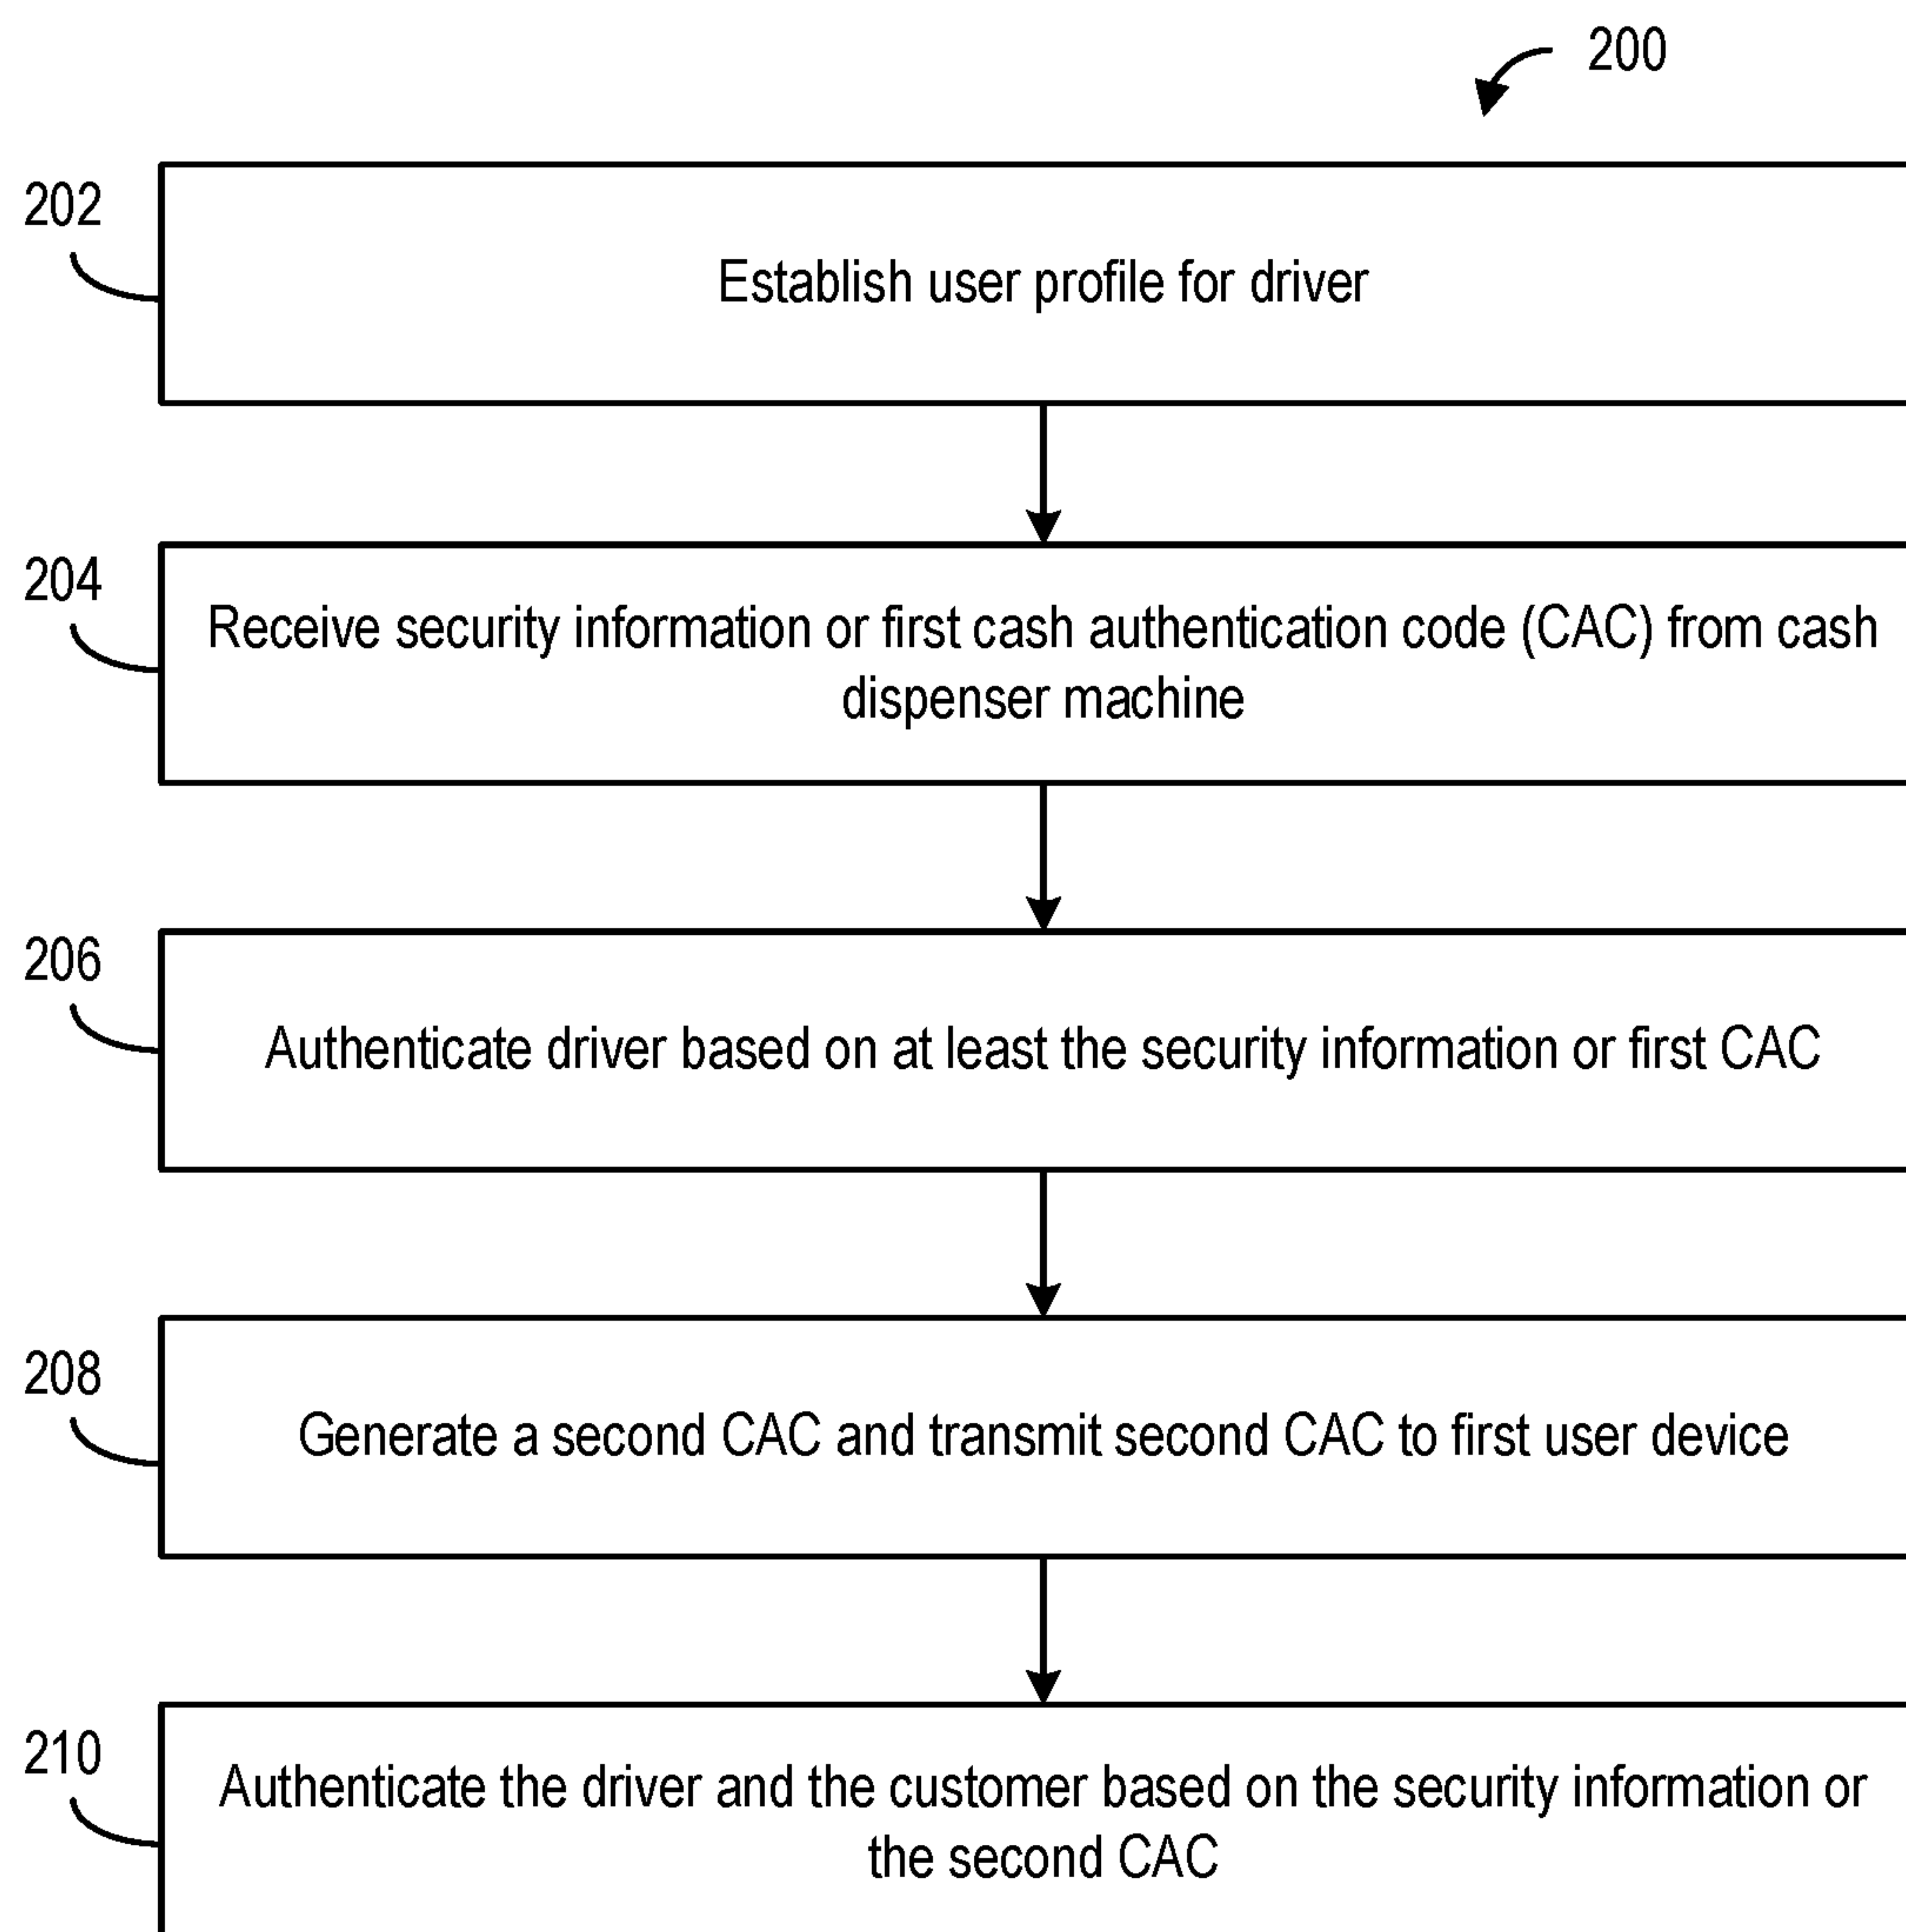 200
202
Establish user profile for driver
204
Receive security information or first cash authentication code (CAC) from cash
dispenser machine
206
Authenticate driver based on at least the security information or first CAC
208
Generate a second CAC and transmit second CAC to first user device
210
Authenticate the driver and the customer based on the security information or
the second CAC